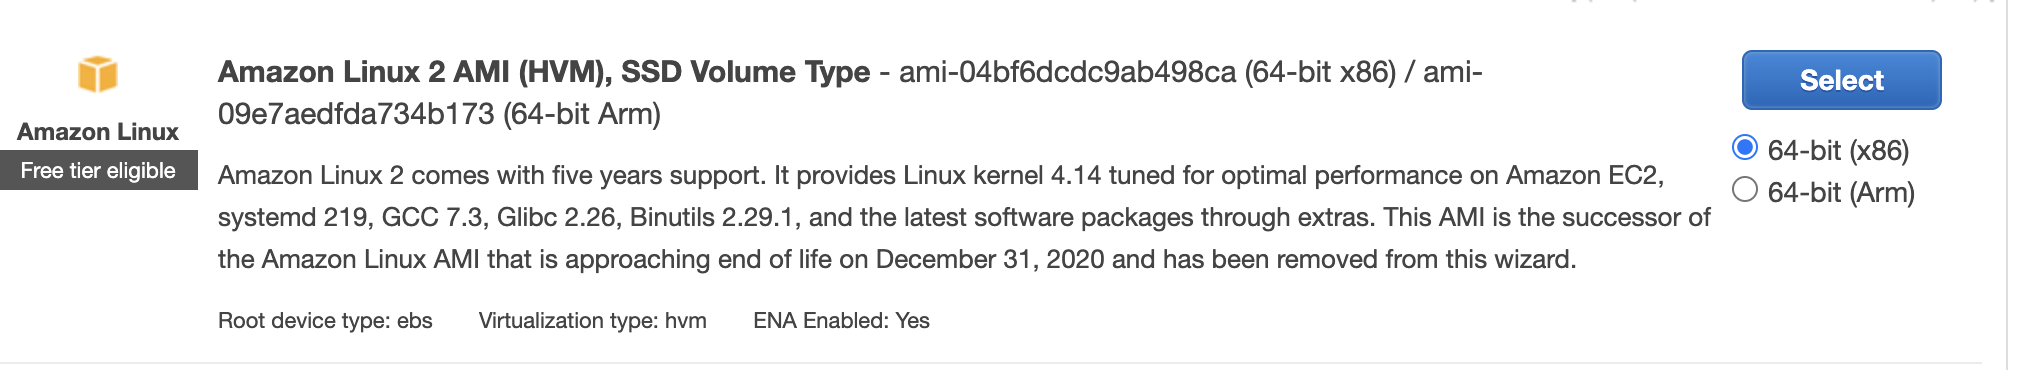 Amazon Linux
Free tier eligible
Amazon Linux 2 AMI (HVM), SSD Volume Type - ami-04bf6dcdc9ab498ca (64-bit x86) / ami-
09e7aedfda734b173 (64-bit Arm)
Amazon Linux 2 comes with five years support. It provides Linux kernel 4.14 tuned for optimal performance on Amazon EC2,
systemd 219, GCC 7.3, Glibc 2.26, Binutils 2.29.1, and the latest software packages through extras. This AMI is the successor of
the Amazon Linux AMI that is approaching end of life on December 31, 2020 and has been removed from this wizard.
Root device type: ebs Virtualization type: hvm ENA Enabled: Yes
Select
64-bit (x86)
64-bit (Arm)